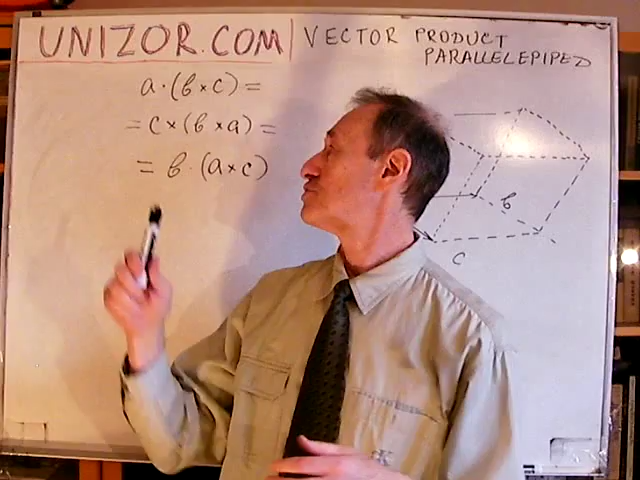 UNIZOR.COM VECTOR PRODUCT
PARALLELEPIPED
a·(b×c)=
=c×(b×a)=
=b·(a×c)
b
c